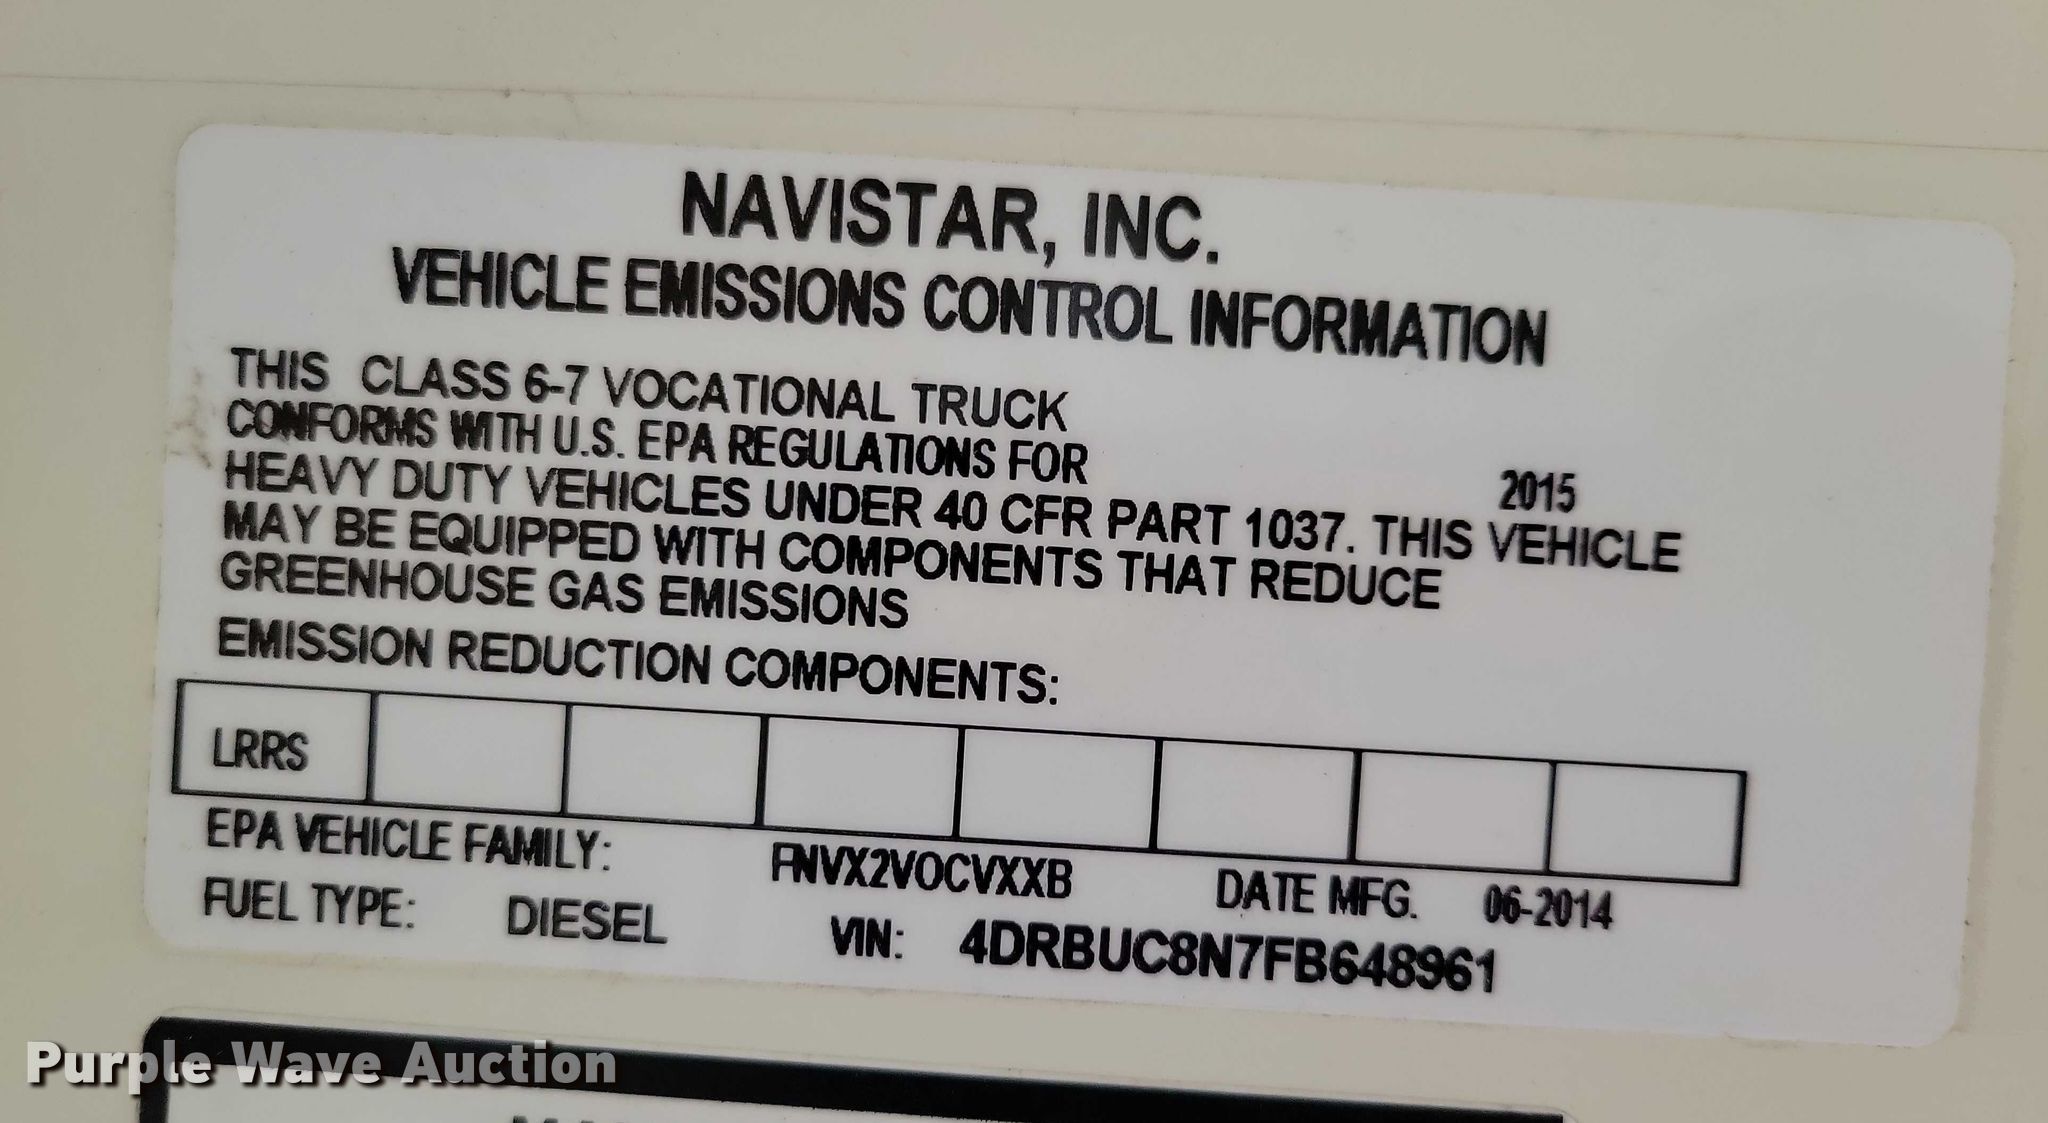 NAVISTAR, INC.
VEHICLE EMISSIONS CONTROL INFORMATION
THIS CLASS 6-7 VOCATIONAL TRUCK
CONFORMS WITH U.S. EPA REGULATIONS FOR 2015
HEAVY DUTY VEHICLES UNDER 40 CFR PART 1037. THIS VEHICLE
MAY BE EQUIPPED WITH COMPONENTS THAT REDUCE
GREENHOUSE GAS EMISSIONS
EMISSION REDUCTION COMPONENTS:
LRRS
EPA VEHICLE FAMILY: FNVX2VOCVXXB DATE MFG. 06-2014
FUEL TYPE: DIESEL VIN: 4DRBUC8N7FB648961
Purple Wave Auction